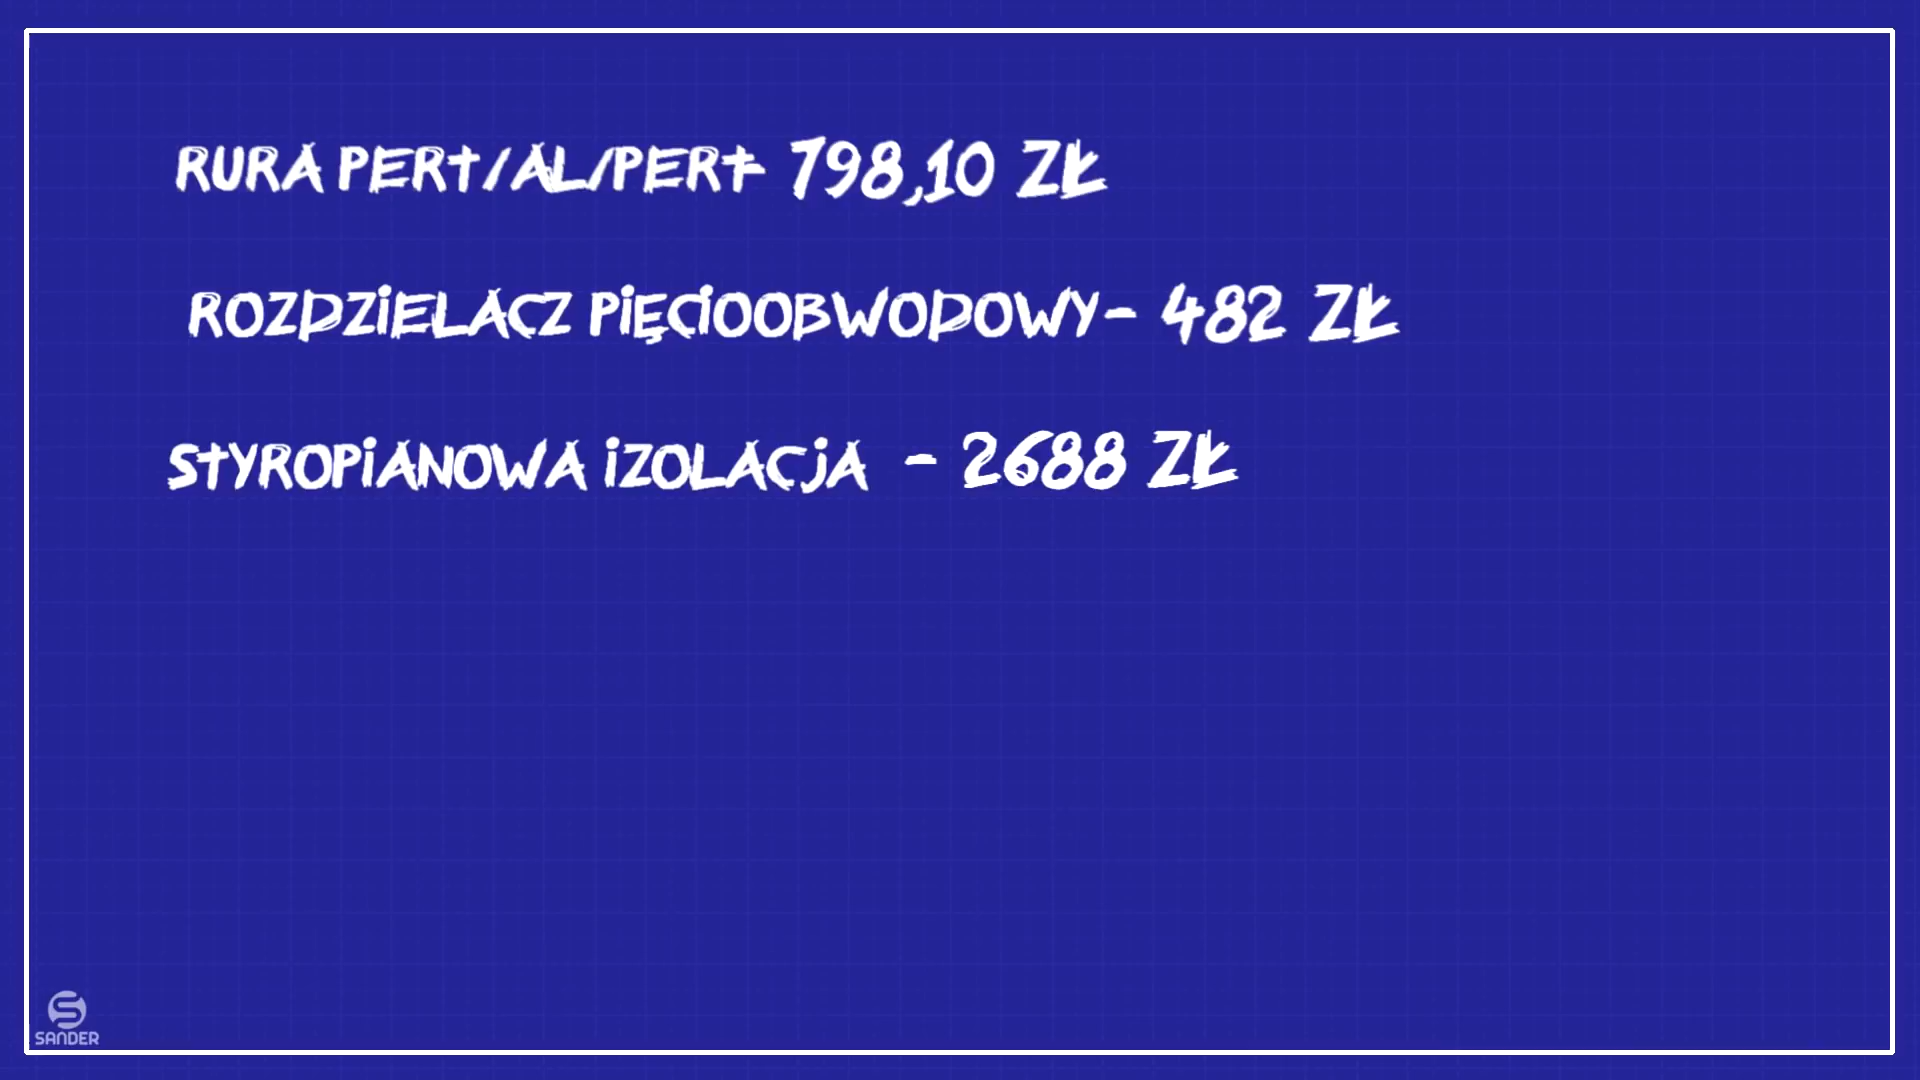 RURA PERT/AL/PERT- 798,10 ZŁ
ROZDZIELACZ PIĘCIOOBWODOWY- 482 ZŁ
STYROPIANOWA IZOLACJA - 2688 ZŁ
SANDER